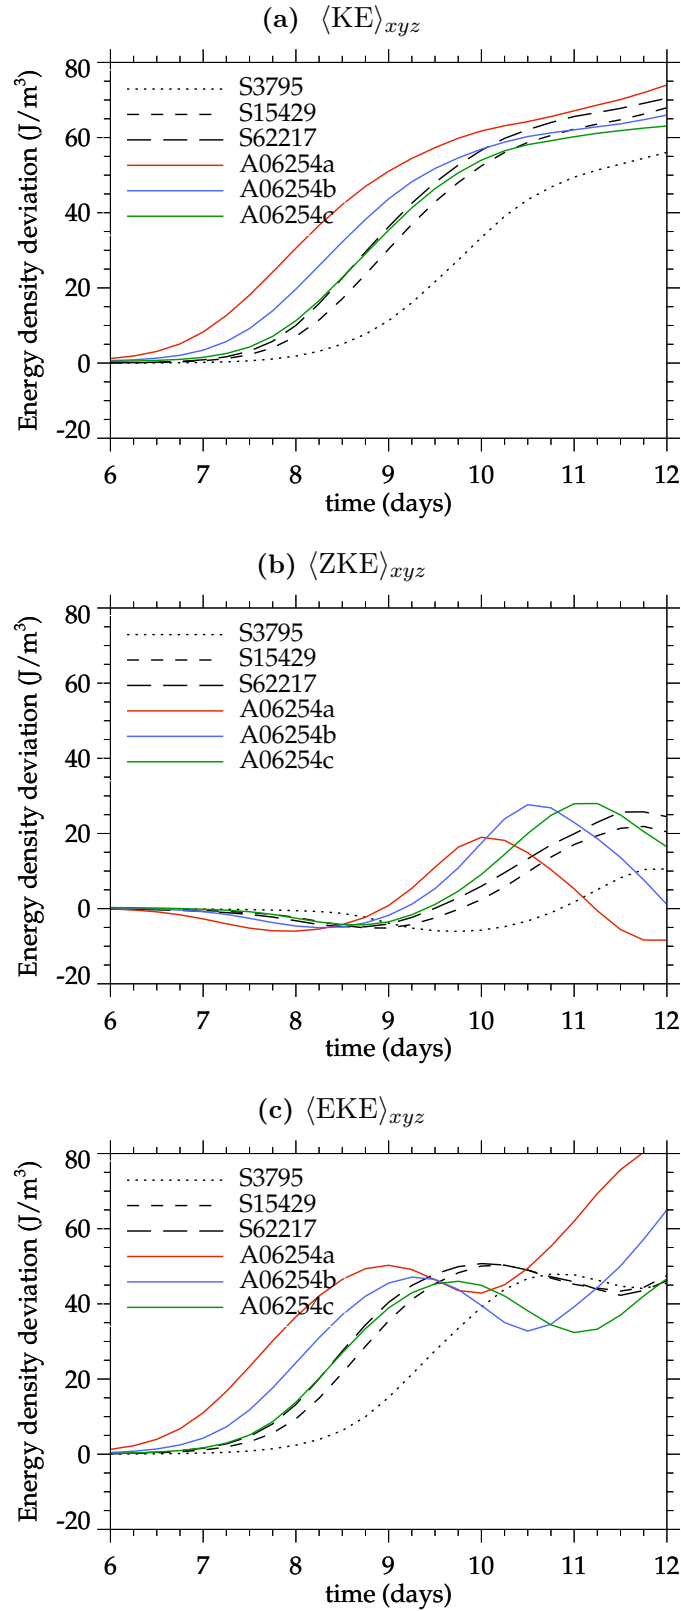 (a) ⟨KE⟩xyz
Energy density deviation (J/m³)
80
60
40
20
0
-20
S3795
S15429
S62217
A06254a
A06254b
A06254c
6 7 8 9 10 11 12
time (days)
(b) ⟨ZKE⟩xyz
Energy density deviation (J/m³)
80
60
40
20
0
-20
S3795
S15429
S62217
A06254a
A06254b
A06254c
6 7 8 9 10 11 12
time (days)
(c) ⟨EKE⟩xyz
Energy density deviation (J/m³)
80
60
40
20
0
-20
S3795
S15429
S62217
A06254a
A06254b
A06254c
6 7 8 9 10 11 12
time (days)